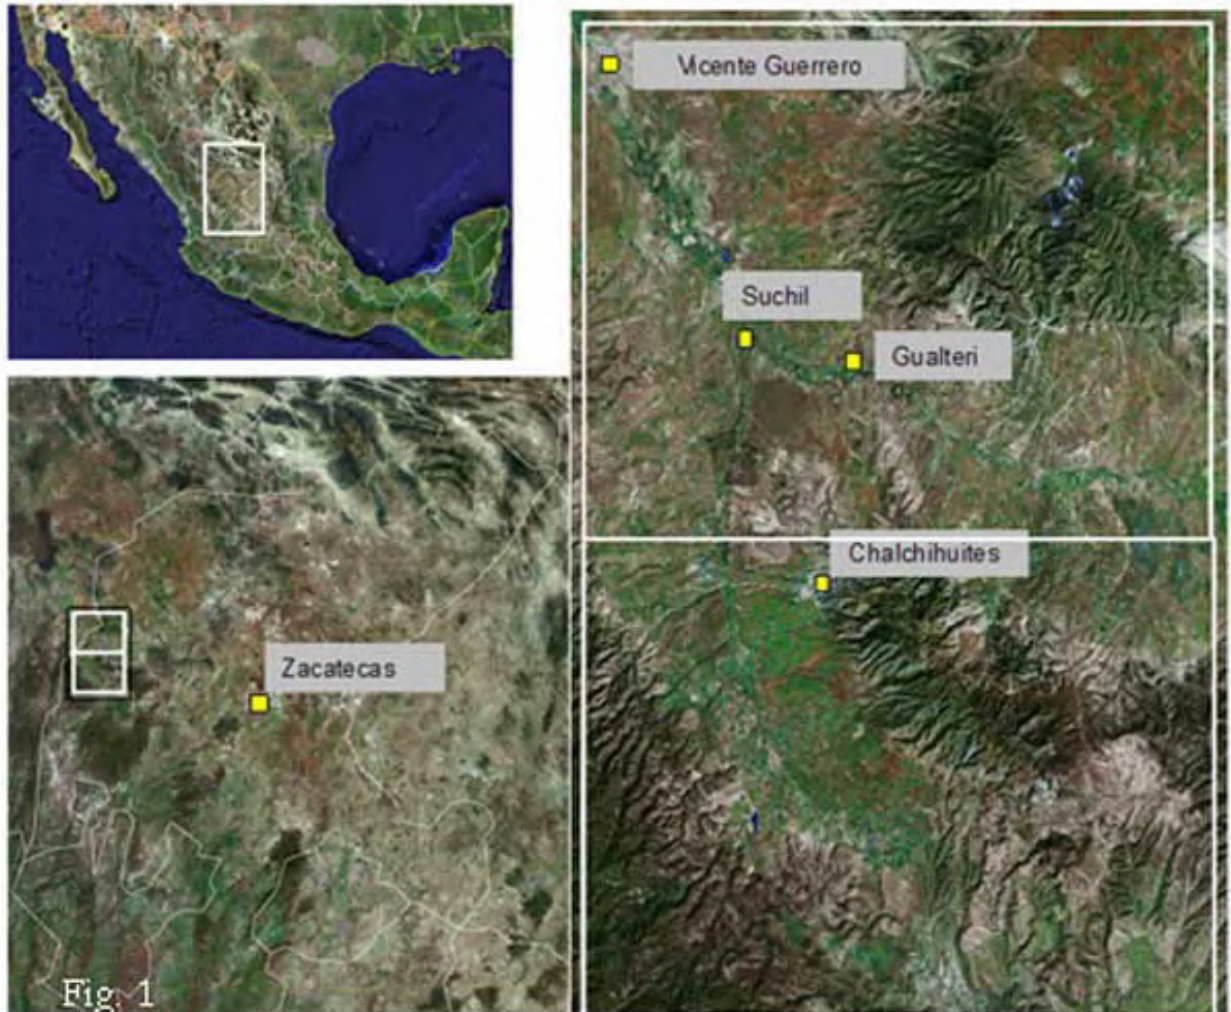 Vicente Guerrero
Suchil
Gualteri
Chalchihuites
Zacatecas
Fig. 1